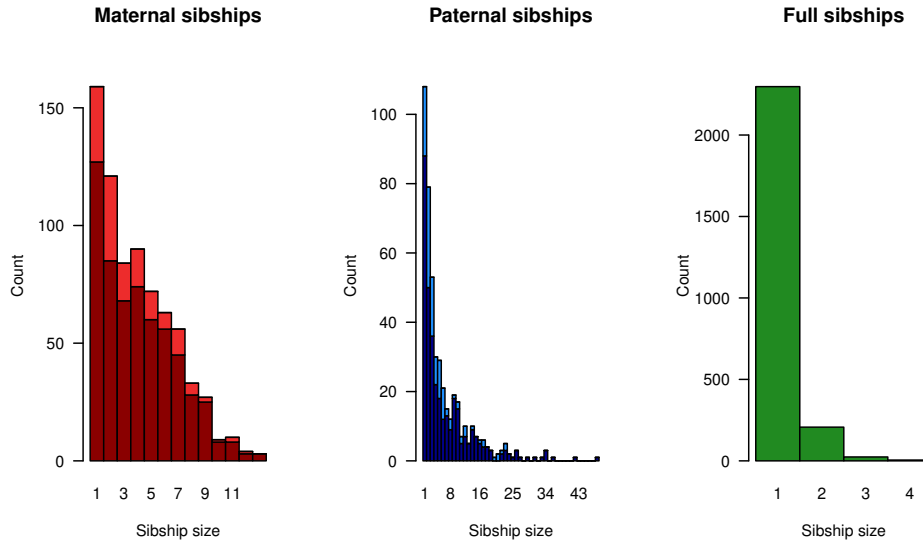 Maternal sibships
Paternal sibships
Full sibships
Count
0
50
100
150
1 3 5 7 9 11
Sibship size
Count
0
20
40
60
80
100
1 8 16 25 34 43
Sibship size
Count
0
500
1000
1500
2000
1 2 3 4
Sibship size